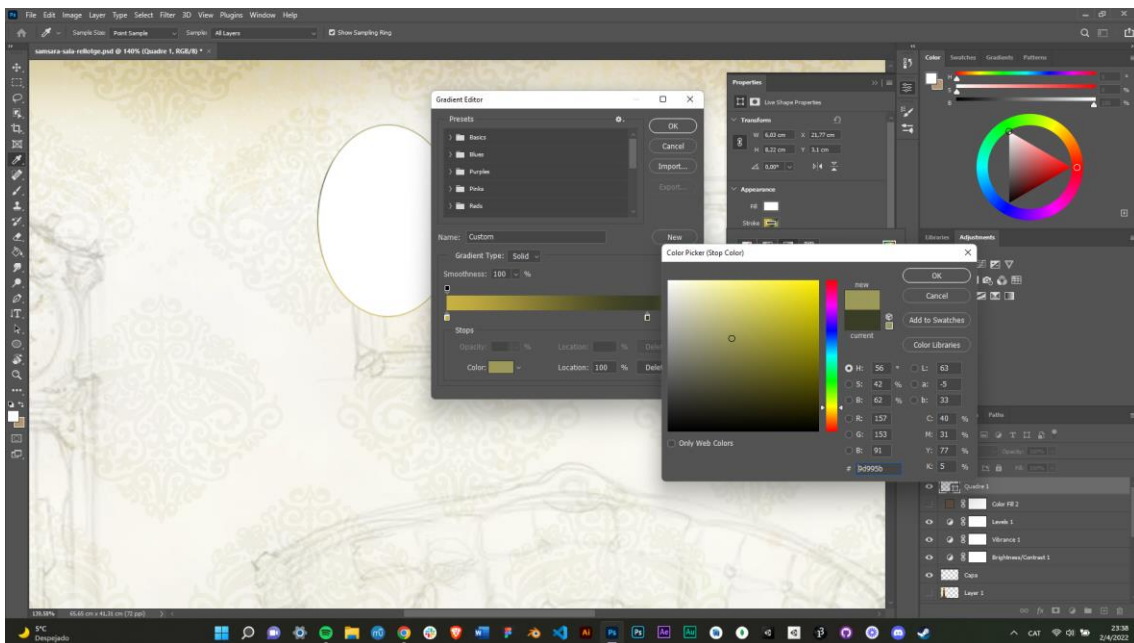 File Edit Image Layer Type Select Filter 3D View Plugins Window Help
Sample Size: Point Sample Sample: All Layers Show Sampling Ring
samsara-sala-rellotge.psd @ 140% (Quadre 1, RGB/8) *
Color Swatches Gradients Patterns
H
S %
B %
Properties
Live Shape Properties
Transform
W 6,03 cm X 21,77 cm
H 8,22 cm Y 3,1 cm
0,00°
Appearance
Fill
Stroke
Gradient Editor
Presets
Basics
Blues
Purples
Pinks
Reds
OK
Cancel
Import...
Export...
Name: Custom
New
Gradient Type: Solid
Smoothness: 100 %
Stops
Opacity: % Location: %
Color: Location: 100 %
Libraries Adjustments
Color Picker (Stop Color)
new
current
OK
Cancel
Add to Swatches
Color Libraries
H: 56 ° L: 63
S: 42 % a: -5
B: 62 % b: 33
R: 157 C: 40 %
G: 153 M: 31 %
B: 91 Y: 77 %
# 9d995b K: 5 %
Only Web Colors
Paths
Quadre 1
Color Fill 2
Levels 1
Vibrance 1
Brightness/Contrast 1
Capa
Layer 1
139.59% 65.65 cm x 41.31 cm (72 ppi)
5°C
Despejado
CAT
23:38
2/4/2022